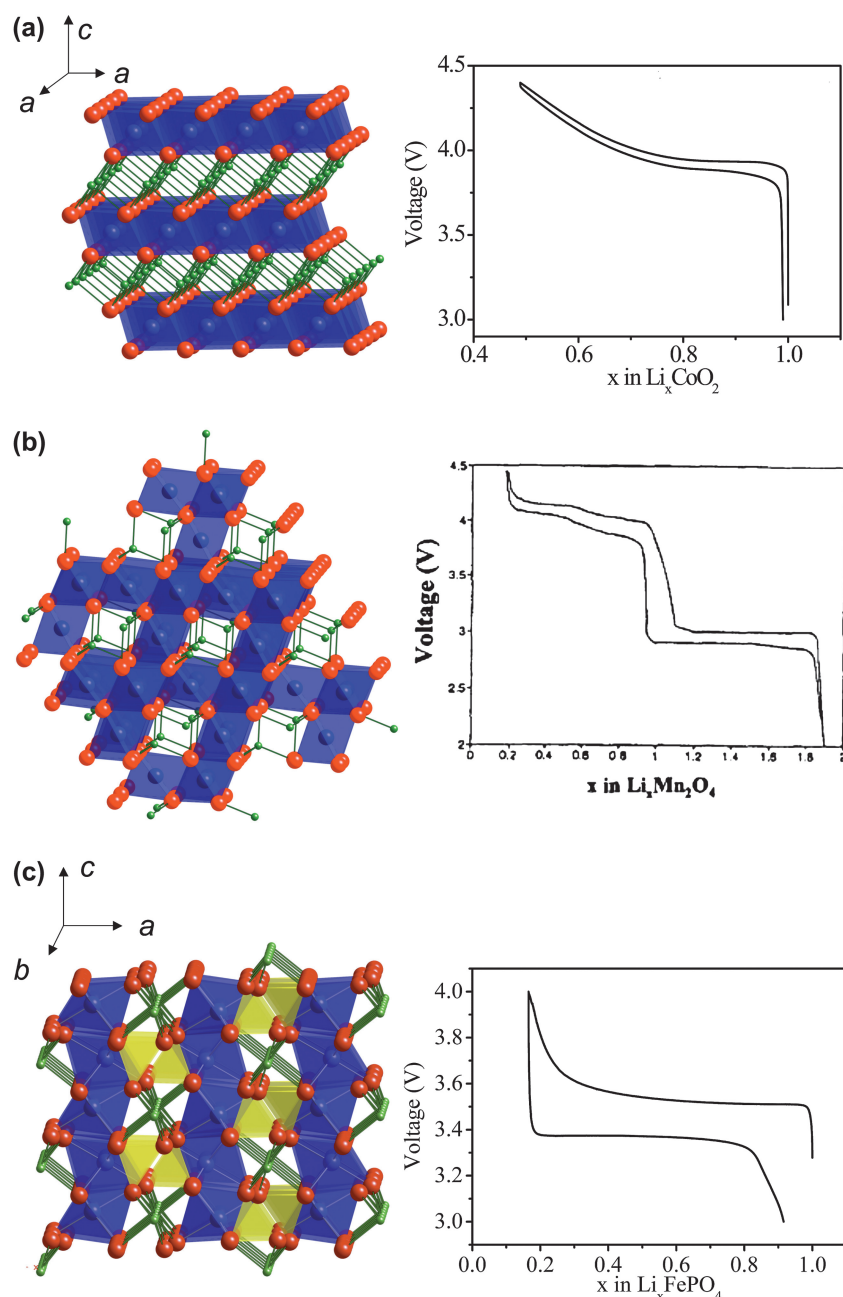 (a)
c
a
a
4.5
4.0
3.5
3.0
Voltage (V)
0.4 0.6 0.8 1.0
x in LiₓCoO₂
(b)
4.5
4
3.5
3
2.5
2
Voltage (V)
0 0.2 0.4 0.6 0.8 1 1.2 1.4 1.6 1.8 2
x in LiₓMn₂O₄
(c)
c
a
b
4.0
3.8
3.6
3.4
3.2
3.0
Voltage (V)
0.0 0.2 0.4 0.6 0.8 1.0
x in LiₓFePO₄